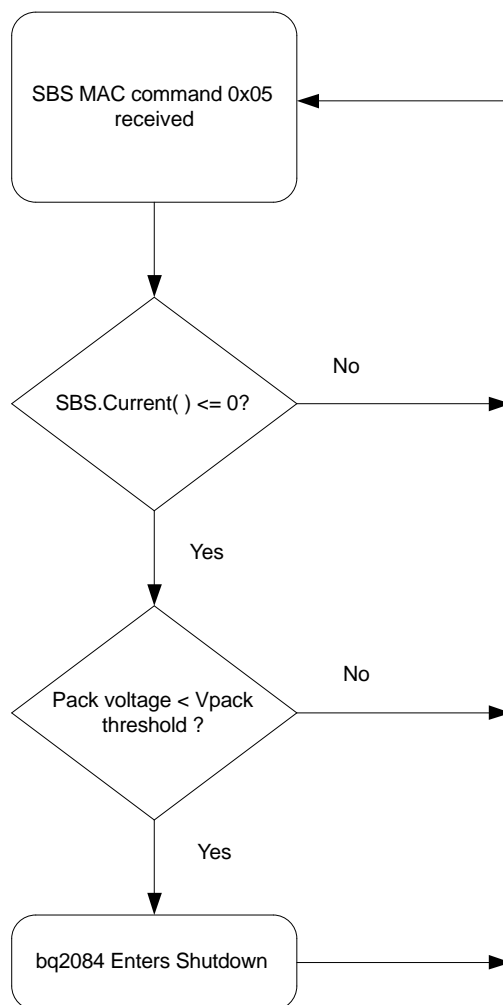 SBS MAC command 0x05
received
SBS.Current( ) <= 0?
No
Yes
Pack voltage < Vpack
threshold ?
No
Yes
bq2084 Enters Shutdown